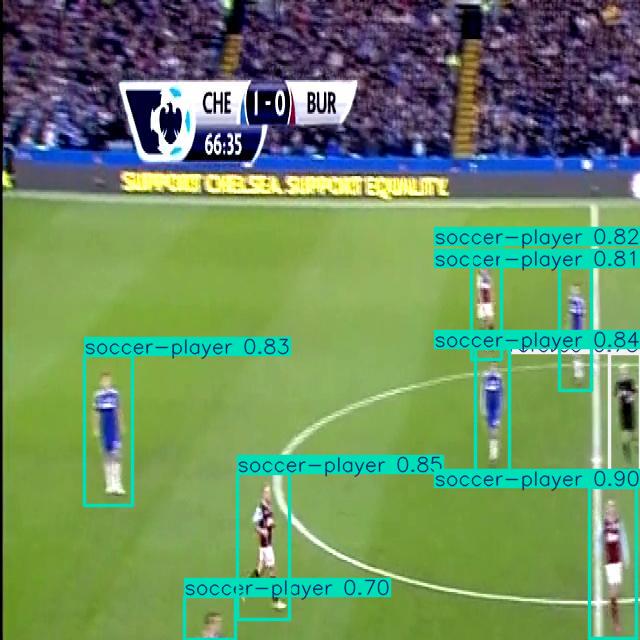 CHE 1-0 BUR
66:35
SUPPORT CHELSEA. SUPPORT EQUALITY.
soccer-player 0.82
soccer-player 0.81
soccer-player 0.84
soccer-player 0.83
soccer-player 0.85
soccer-player 0.90
soccer-player 0.70